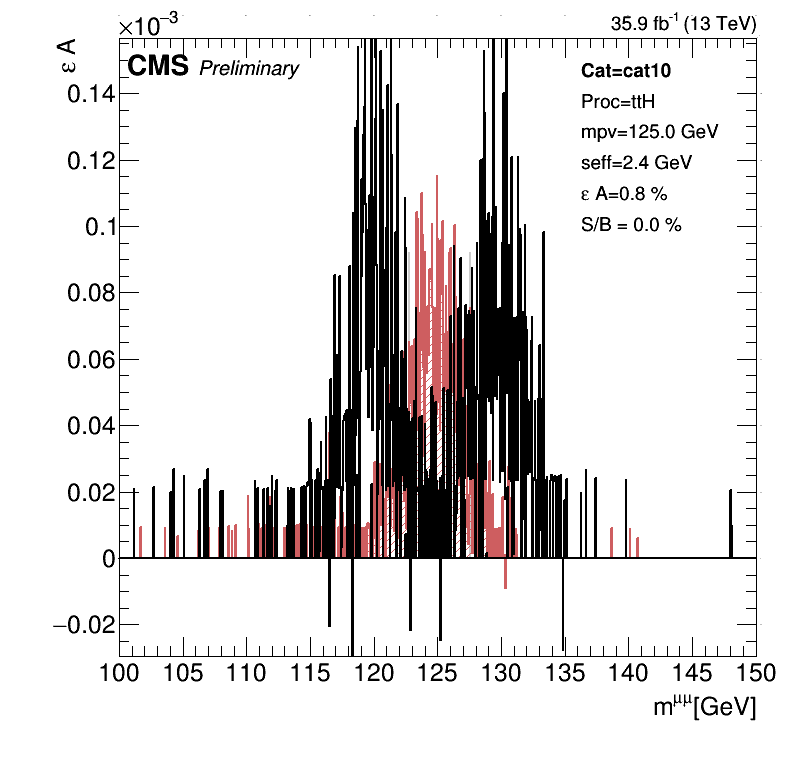 ×10⁻³
35.9 fb⁻¹ (13 TeV)
ε A
CMS Preliminary
Cat=cat10
Proc=ttH
mpv=125.0 GeV
seff=2.4 GeV
ε A=0.8 %
S/B = 0.0 %
0.14
0.12
0.1
0.08
0.06
0.04
0.02
0
−0.02
100 105 110 115 120 125 130 135 140 145 150
m^μμ[GeV]